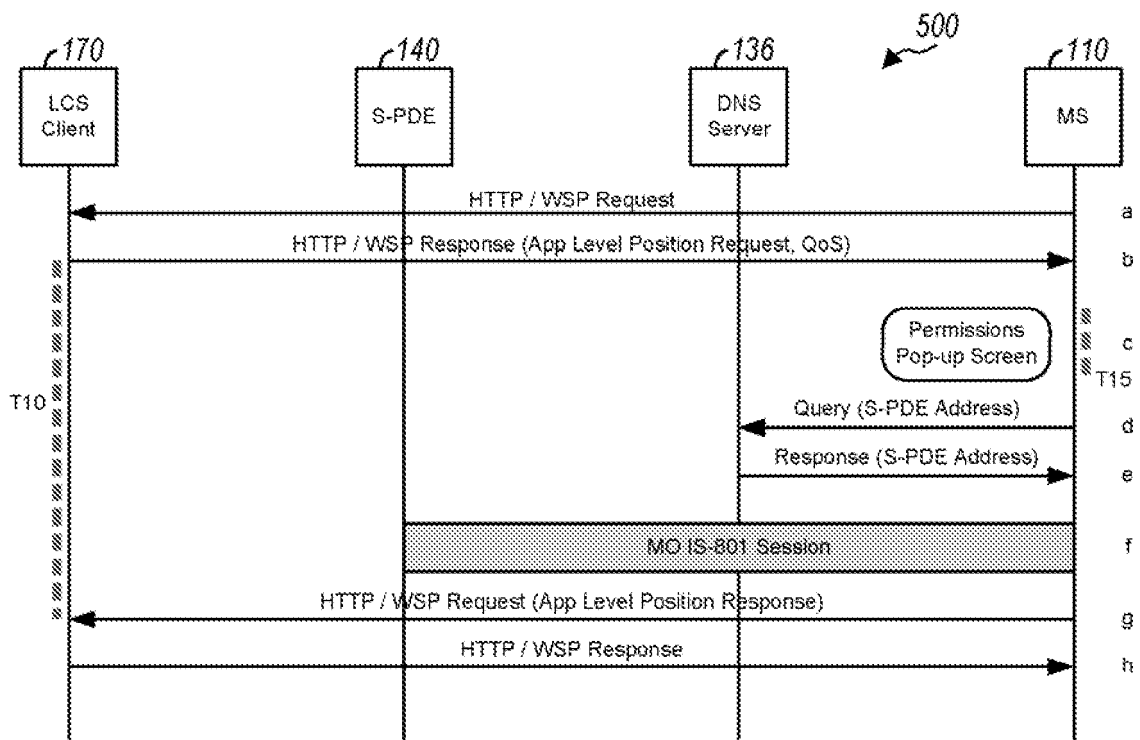 500
170
140
136
110
LCS
Client
S-PDE
DNS
Server
MS
HTTP / WSP Request
a
HTTP / WSP Response (App Level Position Request, QoS)
b
Permissions
Pop-up Screen
c
T10
T15
Query (S-PDE Address)
d
Response (S-PDE Address)
e
MO IS-801 Session
f
HTTP / WSP Request (App Level Position Response)
g
HTTP / WSP Response
h